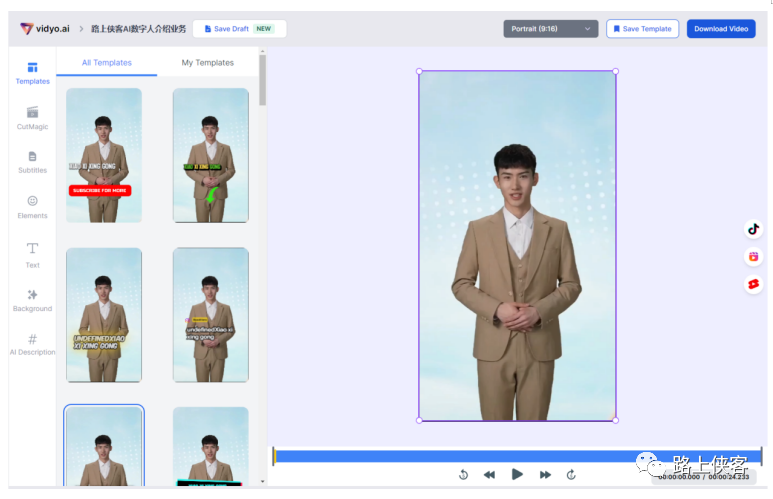 vidyo.ai > 路上侠客AI数字人介绍业务 Save Draft NEW Portrait (9:16) Save Template Download Video
Templates
CutMagic
Subtitles
Elements
Text
Background
AI Description
All Templates My Templates
XIAO XI XING GONG
SUBSCRIBE FOR MORE
XIAO XI XING GONG
UNDEFINEDXIAO
XI XING GONG
undefinedXiao xi
xing gong
路上侠客
00:00:00.000 / 00:00:24.233